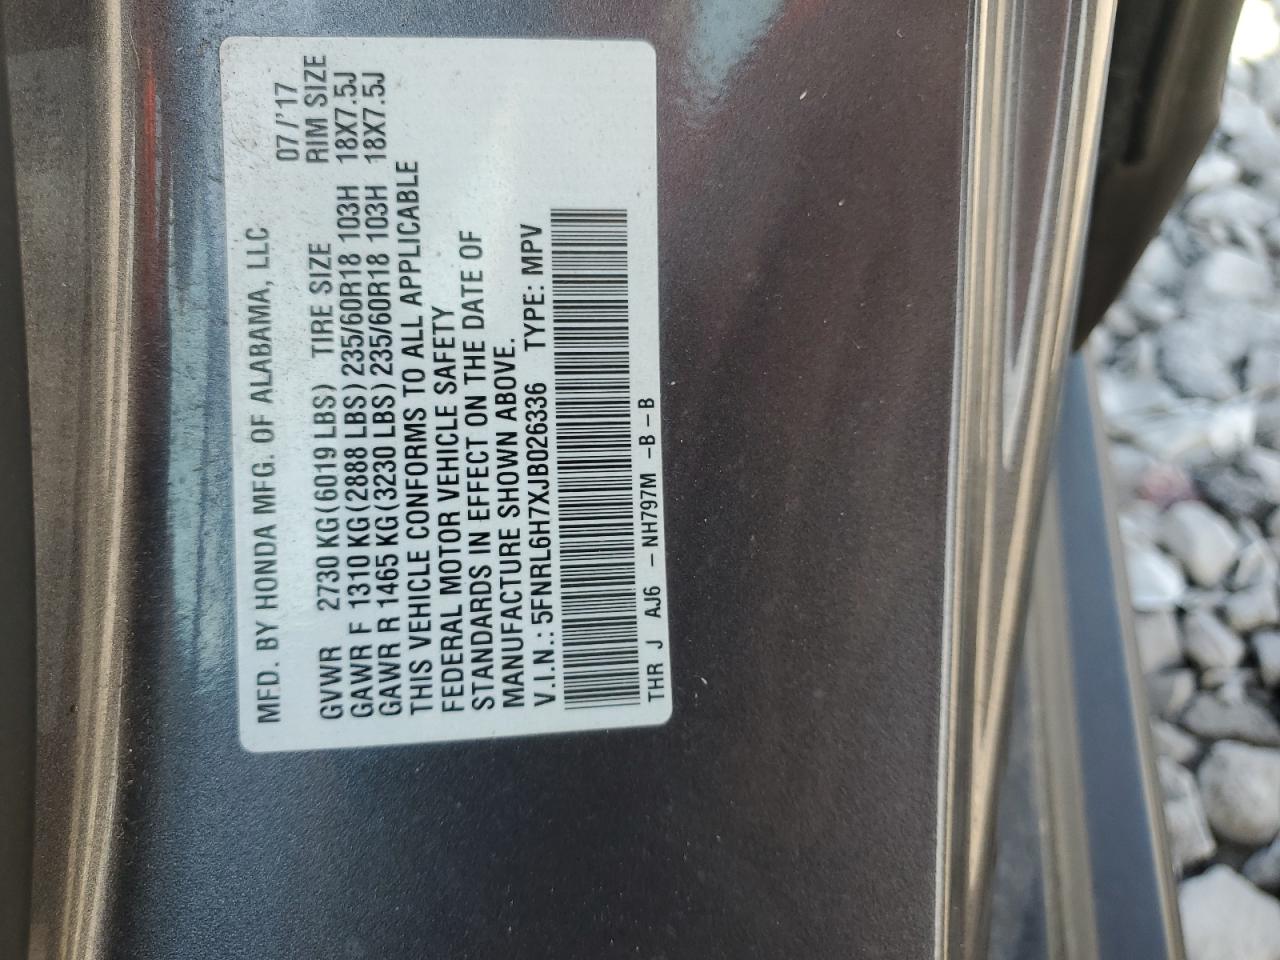 MFD. BY HONDA MFG. OF ALABAMA, LLC 07/'17
GVWR 2730 KG(6019 LBS) TIRE SIZE RIM SIZE
GAWR F 1310 KG(2888 LBS) 235/60R18 103H 18X7.5J
GAWR R 1465 KG(3230 LBS) 235/60R18 103H 18X7.5J
THIS VEHICLE CONFORMS TO ALL APPLICABLE
FEDERAL MOTOR VEHICLE SAFETY
STANDARDS IN EFFECT ON THE DATE OF
MANUFACTURE SHOWN ABOVE.
V.I.N.: 5FNRL6H7XJB026336 TYPE: MPV
THR J AJ6 - NH797M -B-B